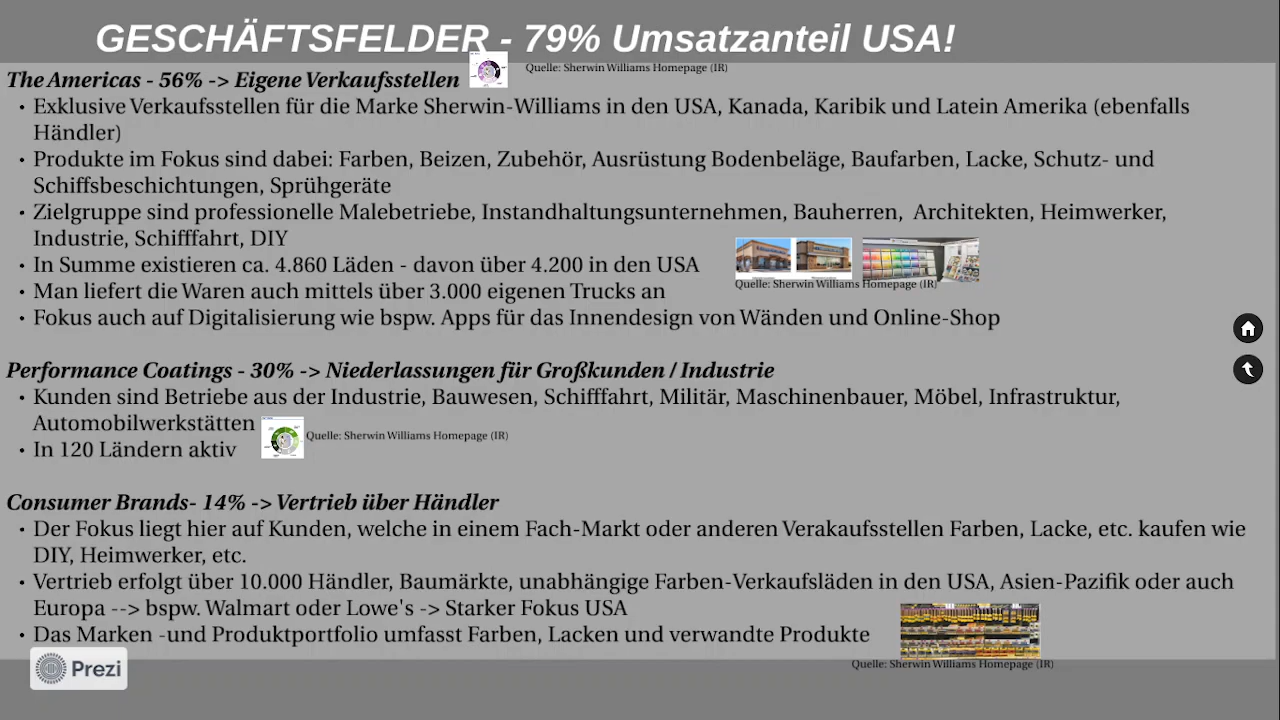 GESCHÄFTSFELDER - 79% Umsatzanteil USA!
Quelle: Sherwin Williams Homepage (IR)
The Americas - 56% -> Eigene Verkaufsstellen
• Exklusive Verkaufsstellen für die Marke Sherwin-Williams in den USA, Kanada, Karibik und Latein Amerika (ebenfalls
Händler)
• Produkte im Fokus sind dabei: Farben, Beizen, Zubehör, Ausrüstung Bodenbeläge, Baufarben, Lacke, Schutz- und
Schiffsbeschichtungen, Sprühgeräte
• Zielgruppe sind professionelle Malebetriebe, Instandhaltungsunternehmen, Bauherren,  Architekten, Heimwerker,
Industrie, Schifffahrt, DIY
• In Summe existieren ca. 4.860 Läden - davon über 4.200 in den USA
Quelle: Sherwin Williams Homepage (IR)
• Man liefert die Waren auch mittels über 3.000 eigenen Trucks an
• Fokus auch auf Digitalisierung wie bspw. Apps für das Innendesign von Wänden und Online-Shop
Performance Coatings - 30% -> Niederlassungen für Großkunden / Industrie
• Kunden sind Betriebe aus der Industrie, Bauwesen, Schifffahrt, Militär, Maschinenbauer, Möbel, Infrastruktur,
Automobilwerkstätten
Quelle: Sherwin Williams Homepage (IR)
• In 120 Ländern aktiv
Consumer Brands- 14% -> Vertrieb über Händler
• Der Fokus liegt hier auf Kunden, welche in einem Fach-Markt oder anderen Verakaufsstellen Farben, Lacke, etc. kaufen wie
DIY, Heimwerker, etc.
• Vertrieb erfolgt über 10.000 Händler, Baumärkte, unabhängige Farben-Verkaufsläden in den USA, Asien-Pazifik oder auch
Europa --> bspw. Walmart oder Lowe's -> Starker Fokus USA
• Das Marken -und Produktportfolio umfasst Farben, Lacken und verwandte Produkte
Quelle: Sherwin Williams Homepage (IR)
Prezi